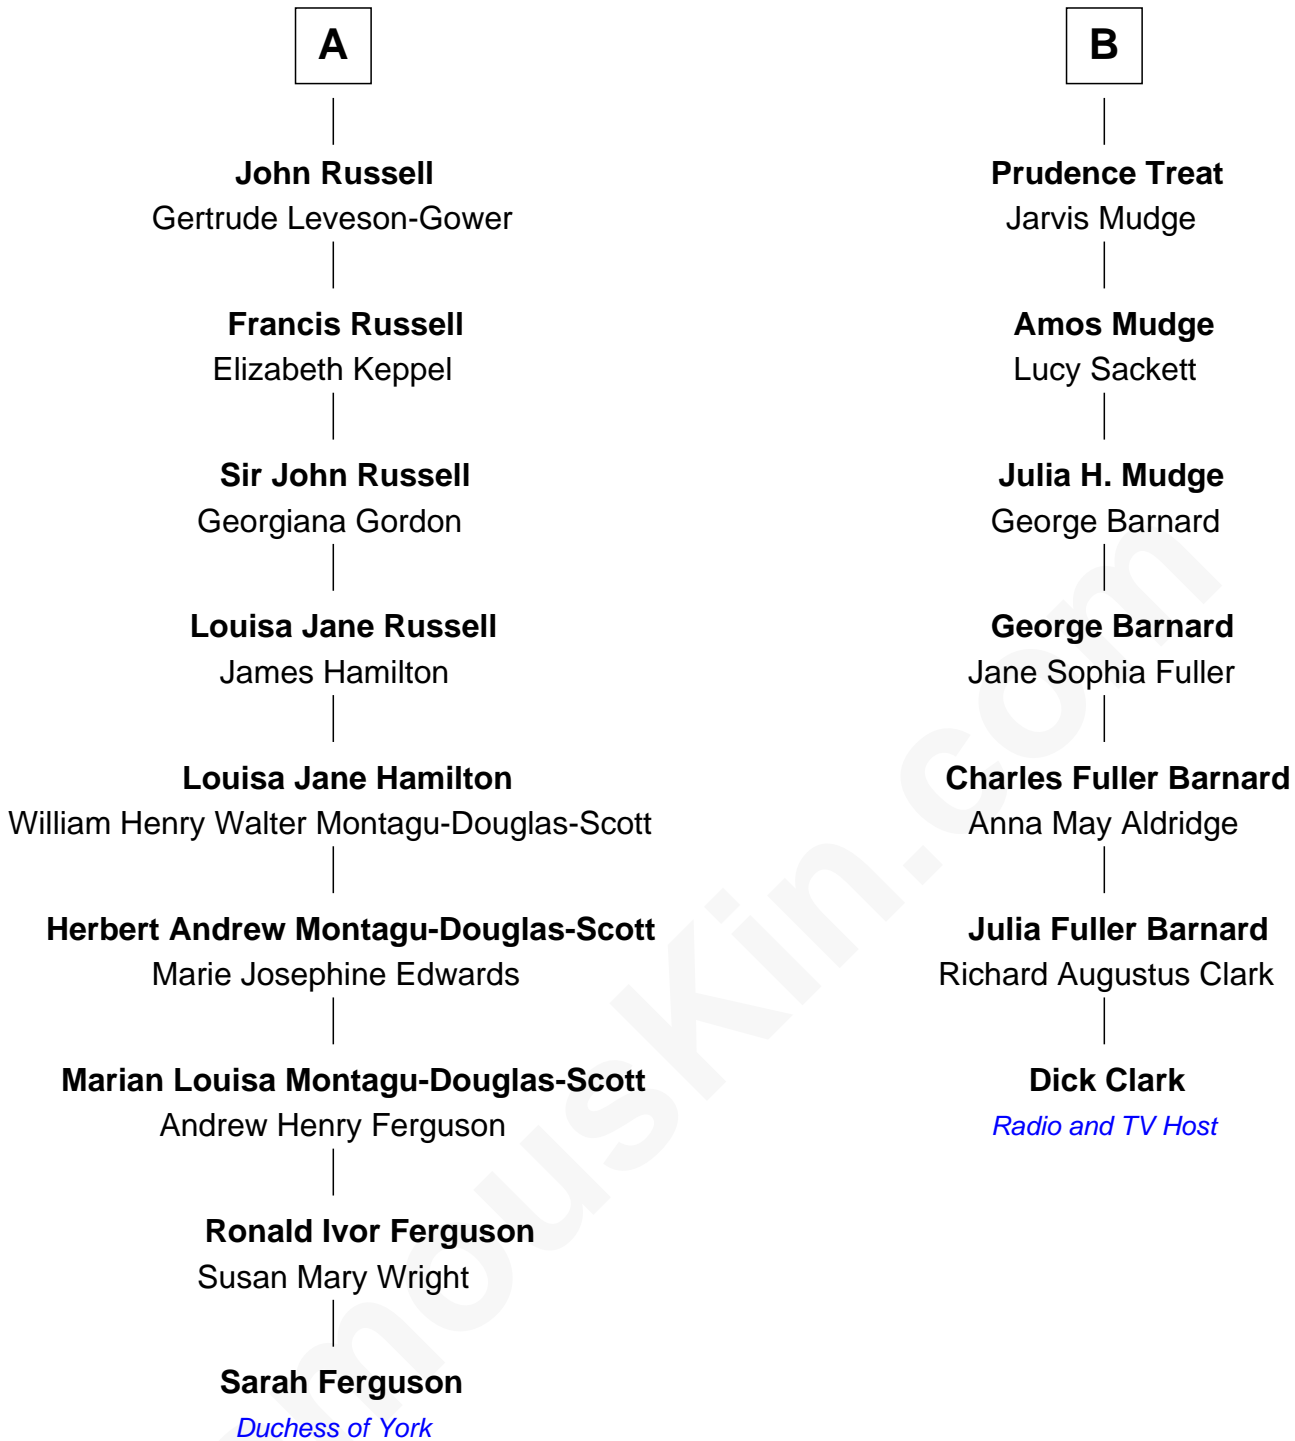 A
John Russell
Gertrude Leveson-Gower
Francis Russell
Elizabeth Keppel
Sir John Russell
Georgiana Gordon
Louisa Jane Russell
James Hamilton
Louisa Jane Hamilton
William Henry Walter Montagu-Douglas-Scott
Herbert Andrew Montagu-Douglas-Scott
Marie Josephine Edwards
Marian Louisa Montagu-Douglas-Scott
Andrew Henry Ferguson
Ronald Ivor Ferguson
Susan Mary Wright
Sarah Ferguson
Duchess of York
B
Prudence Treat
Jarvis Mudge
Amos Mudge
Lucy Sackett
Julia H. Mudge
George Barnard
George Barnard
Jane Sophia Fuller
Charles Fuller Barnard
Anna May Aldridge
Julia Fuller Barnard
Richard Augustus Clark
Dick Clark
Radio and TV Host
mousKin.com